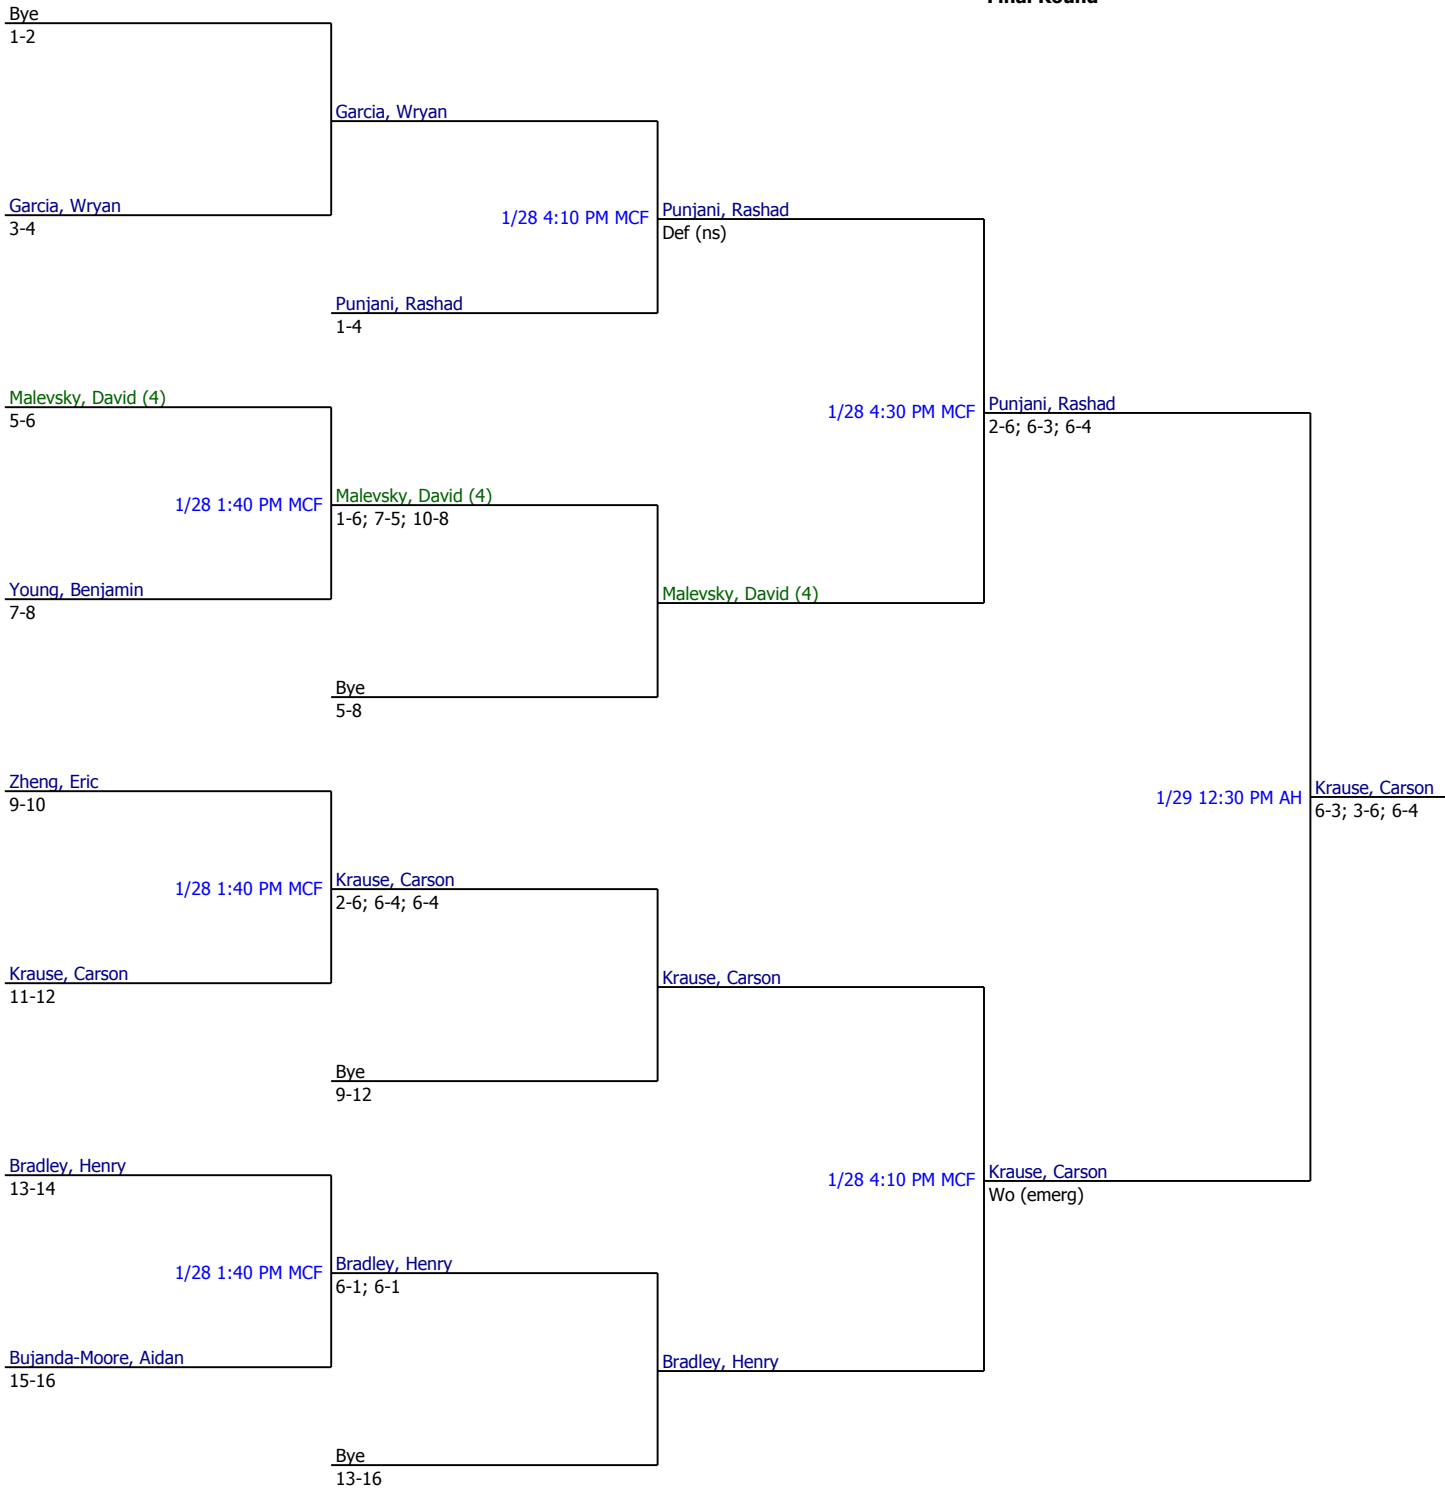 Final Round
Bye
1-2
Garcia, Wryan
Garcia, Wryan
3-4
1/28 4:10 PM MCF
Punjani, Rashad
Def (ns)
Punjani, Rashad
1-4
Malevsky, David (4)
5-6
1/28 4:30 PM MCF
Punjani, Rashad
2-6; 6-3; 6-4
1/28 1:40 PM MCF
Malevsky, David (4)
1-6; 7-5; 10-8
Young, Benjamin
7-8
Malevsky, David (4)
Bye
5-8
Zheng, Eric
9-10
1/29 12:30 PM AH
Krause, Carson
6-3; 3-6; 6-4
1/28 1:40 PM MCF
Krause, Carson
2-6; 6-4; 6-4
Krause, Carson
11-12
Krause, Carson
Bye
9-12
Bradley, Henry
13-14
1/28 4:10 PM MCF
Krause, Carson
Wo (emerg)
1/28 1:40 PM MCF
Bradley, Henry
6-1; 6-1
Bujanda-Moore, Aidan
15-16
Bradley, Henry
Bye
13-16